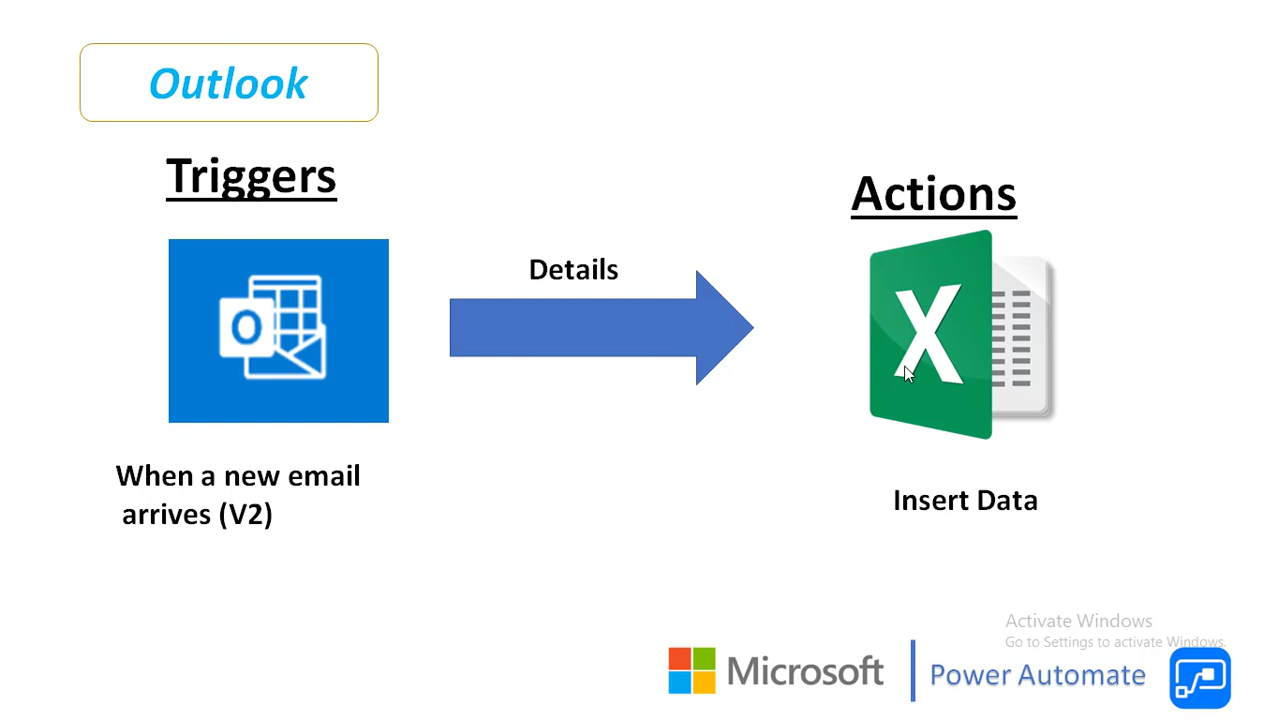 Outlook
Triggers
Actions
Details
O
X
When a new email
arrives (V2)
Insert Data
Activate Windows
Go to Settings to activate Windows.
Microsoft
Power Automate